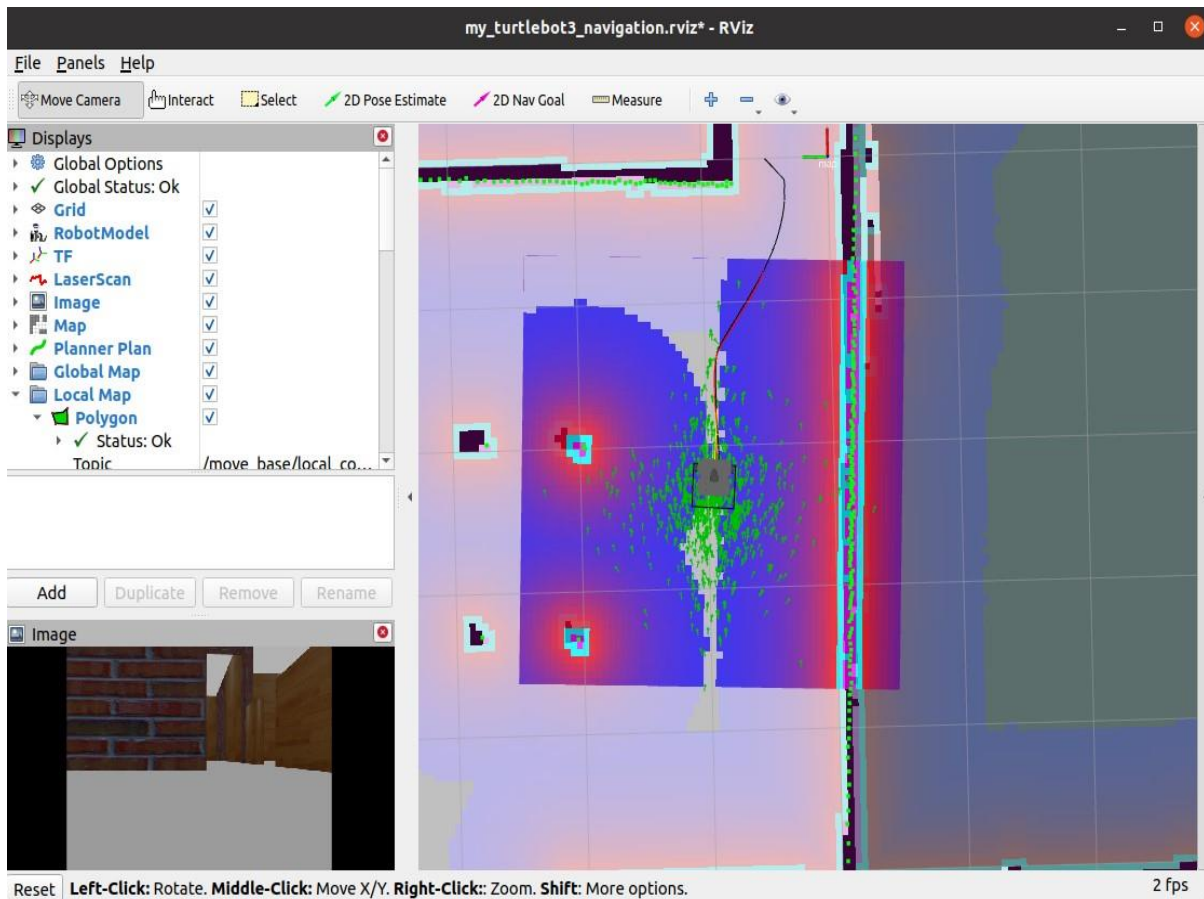 my_turtlebot3_navigation.rviz* - RViz
File Panels Help
Move Camera Interact Select 2D Pose Estimate 2D Nav Goal Measure
Displays
Global Options
Global Status: Ok
Grid
RobotModel
TF
LaserScan
Image
Map
Planner Plan
Global Map
Local Map
Polygon
Status: Ok
Topic /move_base/local_co...
Add Duplicate Remove Rename
Image
map
Reset Left-Click: Rotate. Middle-Click: Move X/Y. Right-Click:: Zoom. Shift: More options. 2 fps